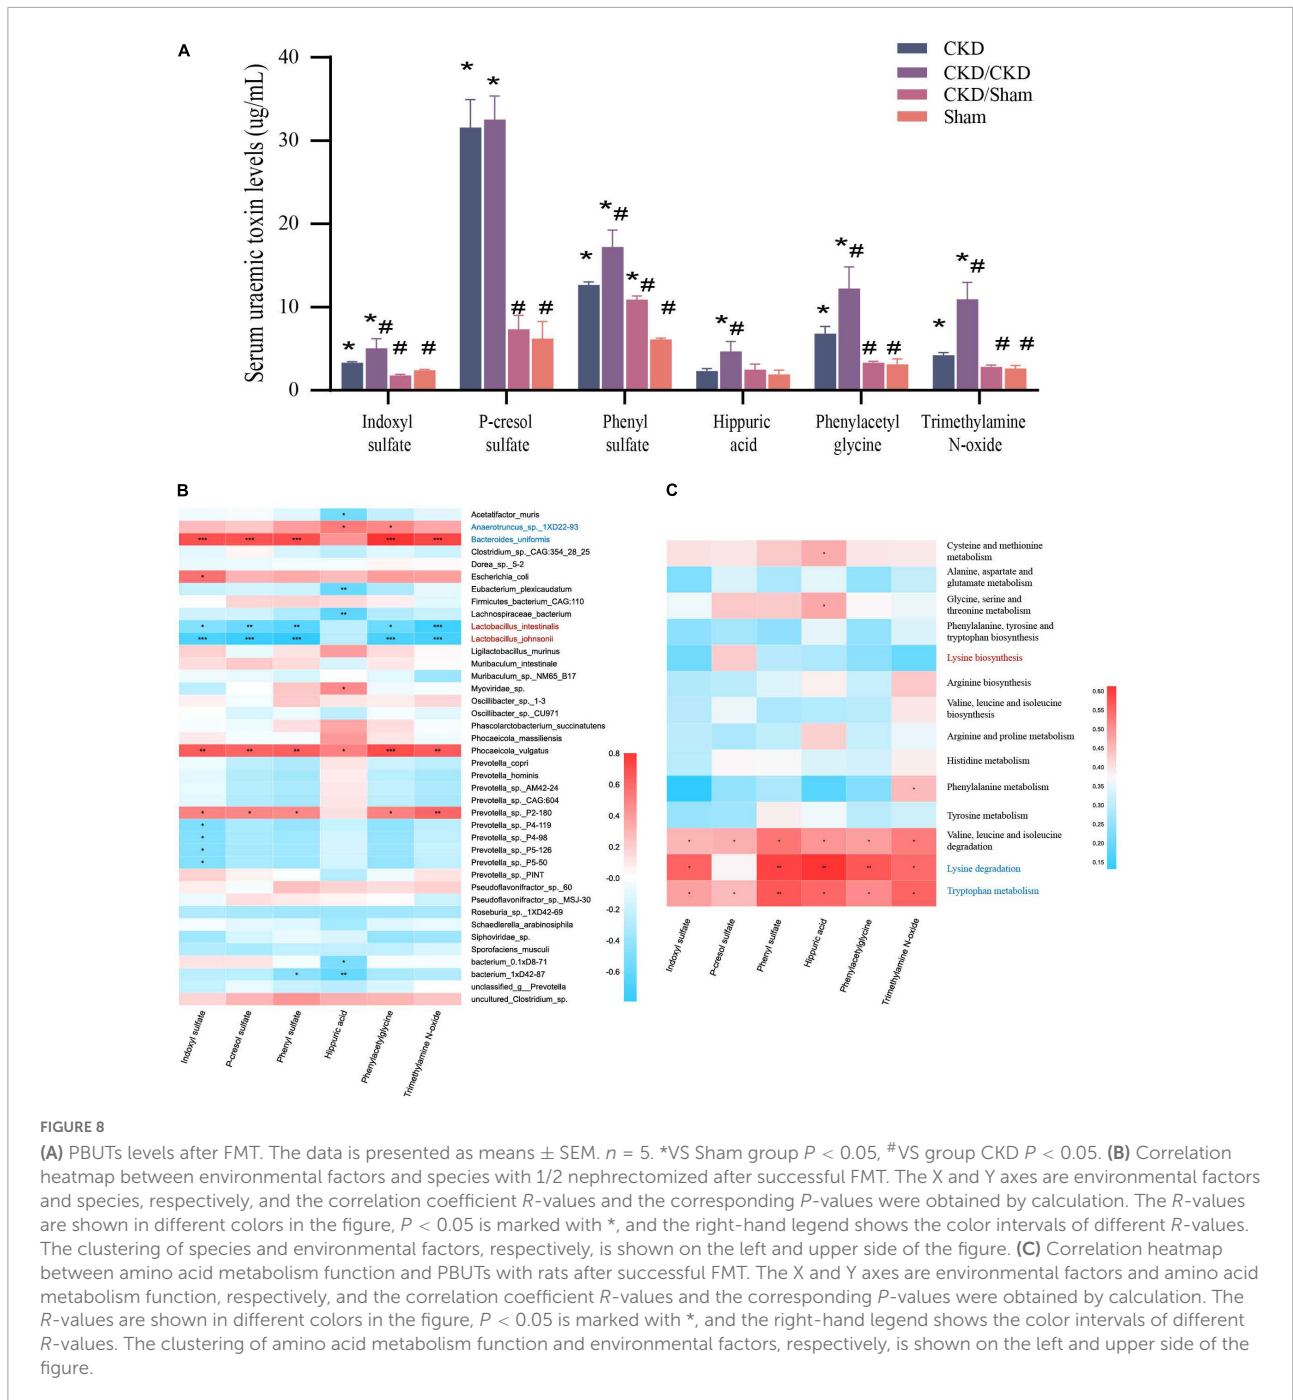 A
Serum uraemic toxin levels (ug/mL)
40
30
20
10
0
CKD
CKD/CKD
CKD/Sham
Sham
* *# # #
* * # #
* *# *# #
*#
* *# # #
* *# # #
Indoxyl
sulfate
P-cresol
sulfate
Phenyl
sulfate
Hippuric
acid
Phenylacetyl
glycine
Trimethylamine
N-oxide
B
* Acetatifactor_muris
* * Anaerotruncus_sp._1XD22-93
*** *** *** *** *** Bacteroides_uniformis
Clostridium_sp._CAG:354_28_25
Dorea_sp._5-2
* Escherichia_coli
** Eubacterium_plexicaudatum
Firmicutes_bacterium_CAG:110
** Lachnospiraceae_bacterium
* ** ** * *** Lactobacillus_intestinalis
*** *** *** *** *** Lactobacillus_johnsonii
Ligilactobacillus_murinus
Muribaculum_intestinale
Muribaculum_sp._NM65_B17
* Myoviridae_sp.
Oscillibacter_sp._1-3
Oscillibacter_sp._CU971
Phascolarctobacterium_succinatutens
Phocaeicola_massiliensis
** ** ** * *** ** Phocaeicola_vulgatus
Prevotella_copri
Prevotella_hominis
Prevotella_sp._AM42-24
Prevotella_sp._CAG:604
* * * * ** Prevotella_sp._P2-180
* Prevotella_sp._P4-119
* Prevotella_sp._P4-98
* Prevotella_sp._P5-126
* Prevotella_sp._P5-50
Prevotella_sp._PINT
Pseudoflavonifractor_sp._60
Pseudoflavonifractor_sp._MSJ-30
Roseburia_sp._1XD42-69
Schaedlerella_arabinosiphila
Siphoviridae_sp.
Sporofaciens_musculi
* bacterium_0.1xD8-71
* ** bacterium_1xD42-87
unclassified_g__Prevotella
uncultured_Clostridium_sp.
Indoxyl sulfate
P-cresol sulfate
Phenyl sulfate
Hippuric acid
Phenylacetylglycine
Trimethylamine N-oxide
0.8
0.4
0.2
-0.0
-0.2
-0.4
-0.6
C
* Cysteine and methionine
metabolism
Alanine, aspartate and
glutamate metabolism
* Glycine, serine and
threonine metabolism
Phenylalanine, tyrosine and
tryptophan biosynthesis
Lysine biosynthesis
Arginine biosynthesis
Valine, leucine and isoleucine
biosynthesis
Arginine and proline metabolism
Histidine metabolism
* Phenylalanine metabolism
Tyrosine metabolism
* * * * * * Valine, leucine and isoleucine
degradation
* ** ** ** * Lysine degradation
* * ** * * * Tryptophan metabolism
Indoxyl sulfate
P-cresol sulfate
Phenyl sulfate
Hippuric acid
Phenylacetylglycine
Trimethylamine N-oxide
0.60
0.55
0.50
0.45
0.40
0.35
0.30
0.25
0.20
0.15
FIGURE 8
(A) PBUTs levels after FMT. The data is presented as means ± SEM. n = 5. *VS Sham group P < 0.05, #VS group CKD P < 0.05. (B) Correlation
heatmap between environmental factors and species with 1/2 nephrectomized after successful FMT. The X and Y axes are environmental factors
and species, respectively, and the correlation coefficient R-values and the corresponding P-values were obtained by calculation. The R-values
are shown in different colors in the figure, P < 0.05 is marked with *, and the right-hand legend shows the color intervals of different R-values.
The clustering of species and environmental factors, respectively, is shown on the left and upper side of the figure. (C) Correlation heatmap
between amino acid metabolism function and PBUTs with rats after successful FMT. The X and Y axes are environmental factors and amino acid
metabolism function, respectively, and the correlation coefficient R-values and the corresponding P-values were obtained by calculation. The
R-values are shown in different colors in the figure, P < 0.05 is marked with *, and the right-hand legend shows the color intervals of different
R-values. The clustering of amino acid metabolism function and environmental factors, respectively, is shown on the left and upper side of the
figure.